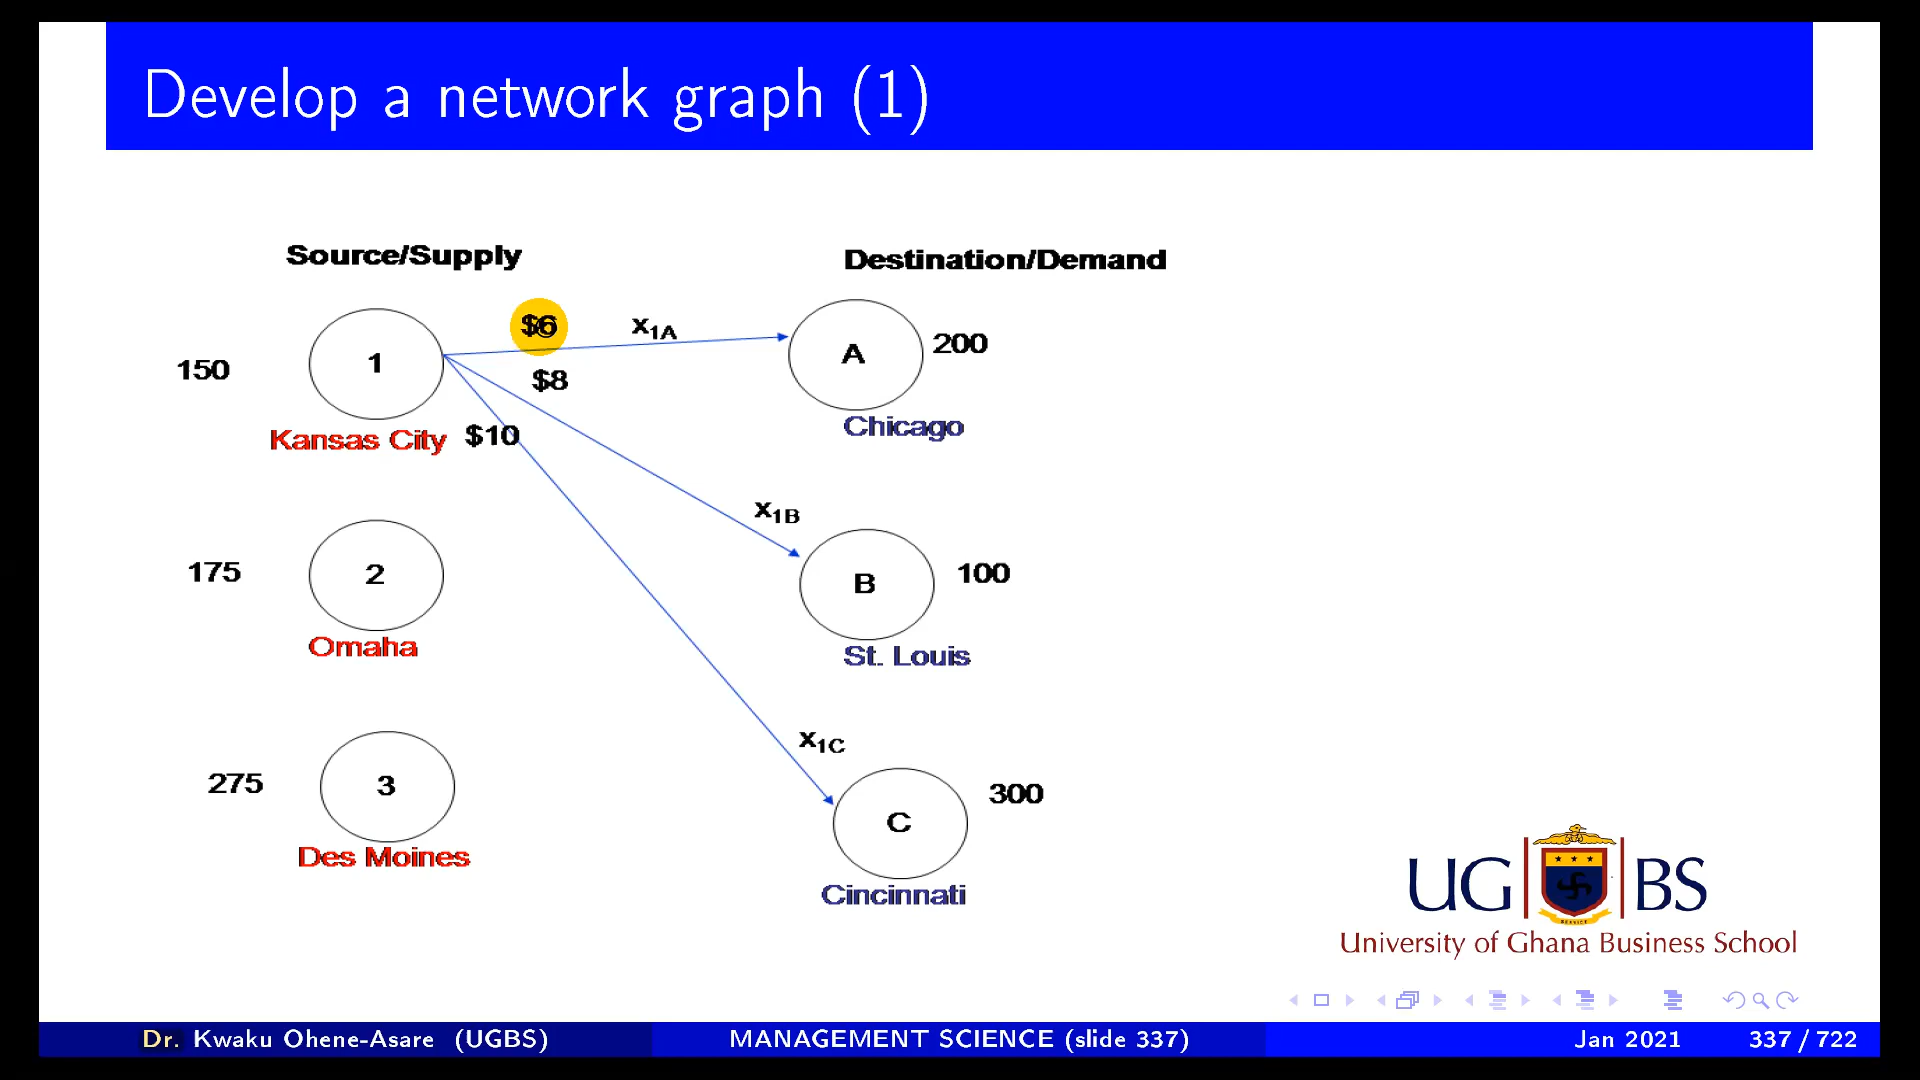 Develop a network graph (1)
Source/Supply
Destination/Demand
$6
x1A
150
1
A
200
$8
Kansas City
$10
Chicago
x1B
175
2
B
100
Omaha
St. Louis
x1C
275
3
C
300
Des Moines
Cincinnati
UG BS
University of Ghana Business School
Dr. Kwaku Ohene-Asare (UGBS)
MANAGEMENT SCIENCE (slide 337)
Jan 2021
337 / 722